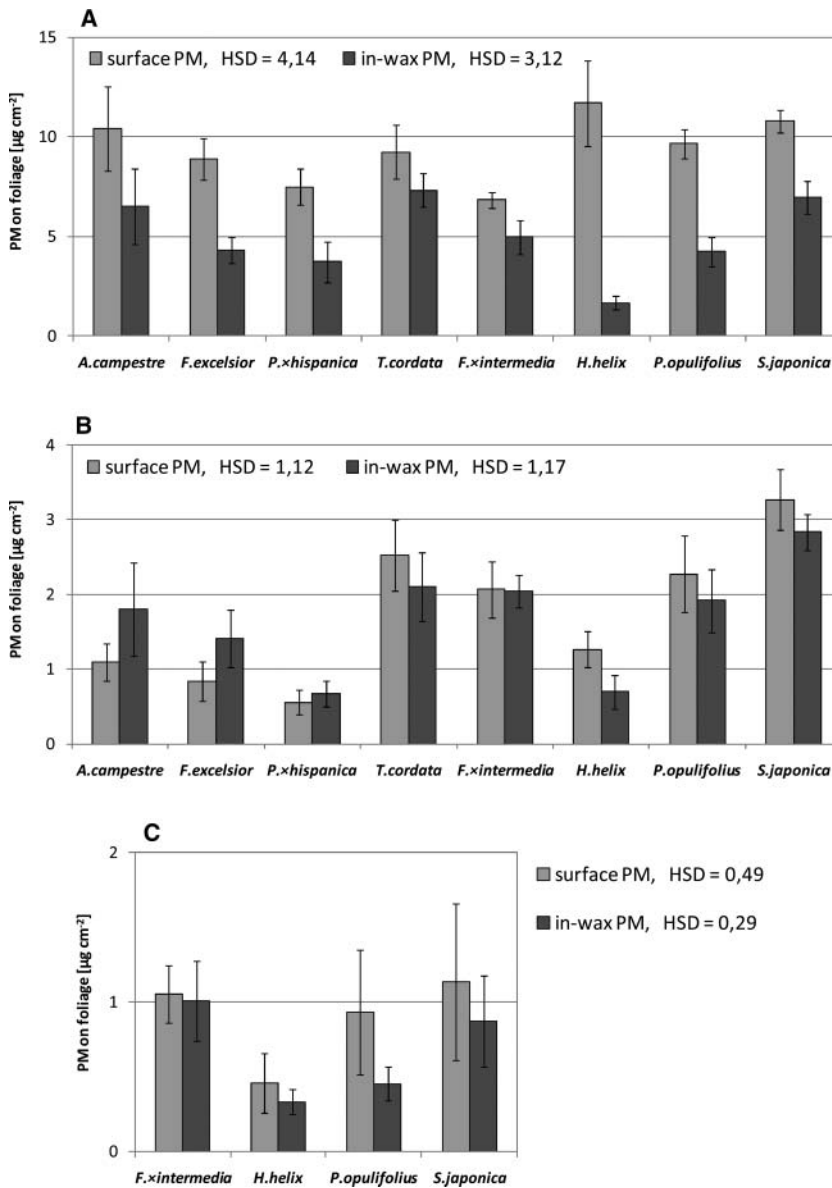 A
15
surface PM, HSD = 4,14
in-wax PM, HSD = 3,12
10
5
0
PM on foliage [µg cm⁻²]
A.campestre F.excelsior P.×hispanica T.cordata F.×intermedia H.helix P.opulifolius S.japonica
B
4
surface PM, HSD = 1,12
in-wax PM, HSD = 1,17
3
2
1
0
PM on foliage [µg cm⁻²]
A.campestre F.excelsior P.×hispanica T.cordata F.×intermedia H.helix P.opulifolius S.japonica
C
2
surface PM, HSD = 0,49
in-wax PM, HSD = 0,29
1
0
PM on foliage [µg cm⁻²]
F.×intermedia H.helix P.opulifolius S.japonica